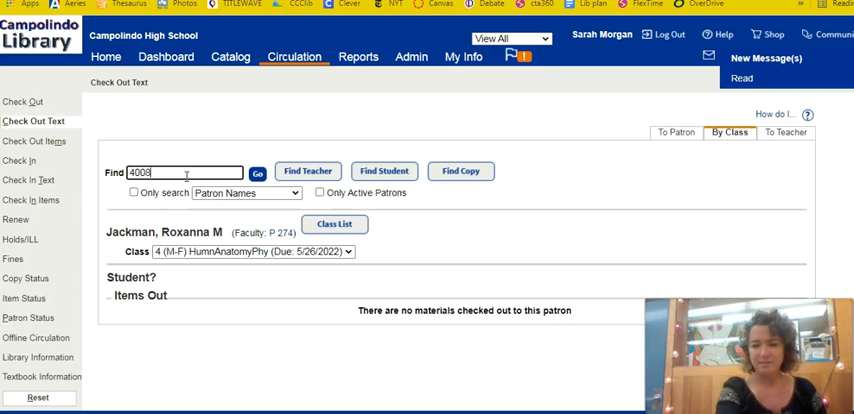 Apps Aeries Thesaurus Photos TITLEWAVE CCClib Clever NYT Canvas Debate cta360 Lib plan FlexTime OverDrive » Readin
Campolindo
Library
Campolindo High School
View All
Sarah Morgan Log Out ? Help Shop Communi
Home Dashboard Catalog Circulation Reports Admin My Info 1
New Message(s)
Read
Check Out Text
Check Out
Check Out Text
Check Out Items
Check In
Check In Text
Check In Items
Renew
Holds/ILL
Fines
Copy Status
Item Status
Patron Status
Offline Circulation
Library Information
Textbook Information
Reset
How do I... ?
To Patron By Class To Teacher
Find 4008 Go Find Teacher Find Student Find Copy
Only search Patron Names Only Active Patrons
Jackman, Roxanna M (Faculty: P 274) Class List
Class 4 (M-F) HumnAnatomyPhy (Due: 5/26/2022)
Student?
Items Out
There are no materials checked out to this patron